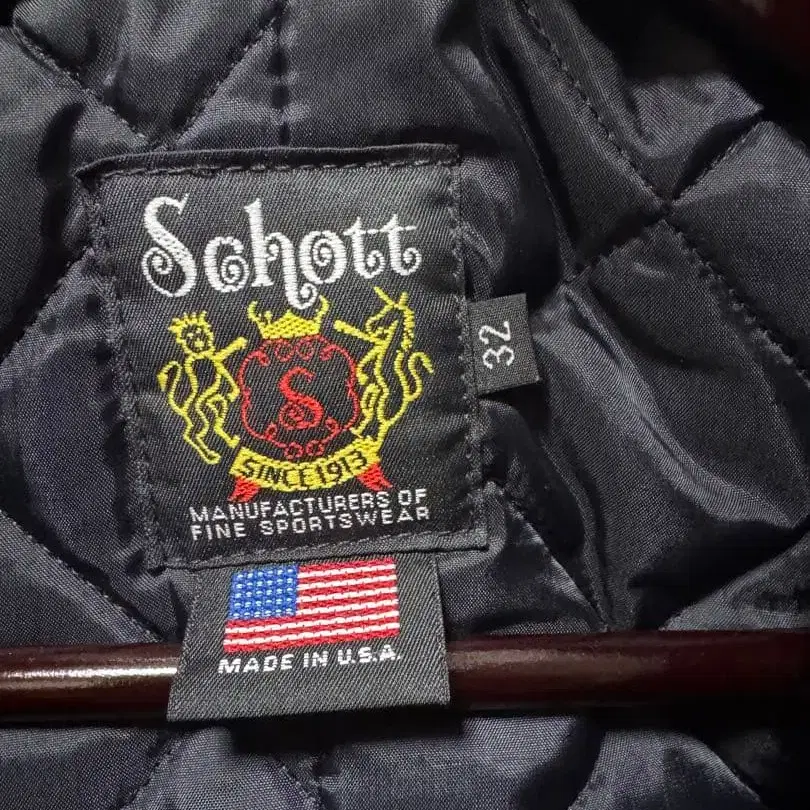 Schott
32
S
SINCE 1913
MANUFACTURERS OF
FINE SPORTSWEAR
MADE IN U.S.A.